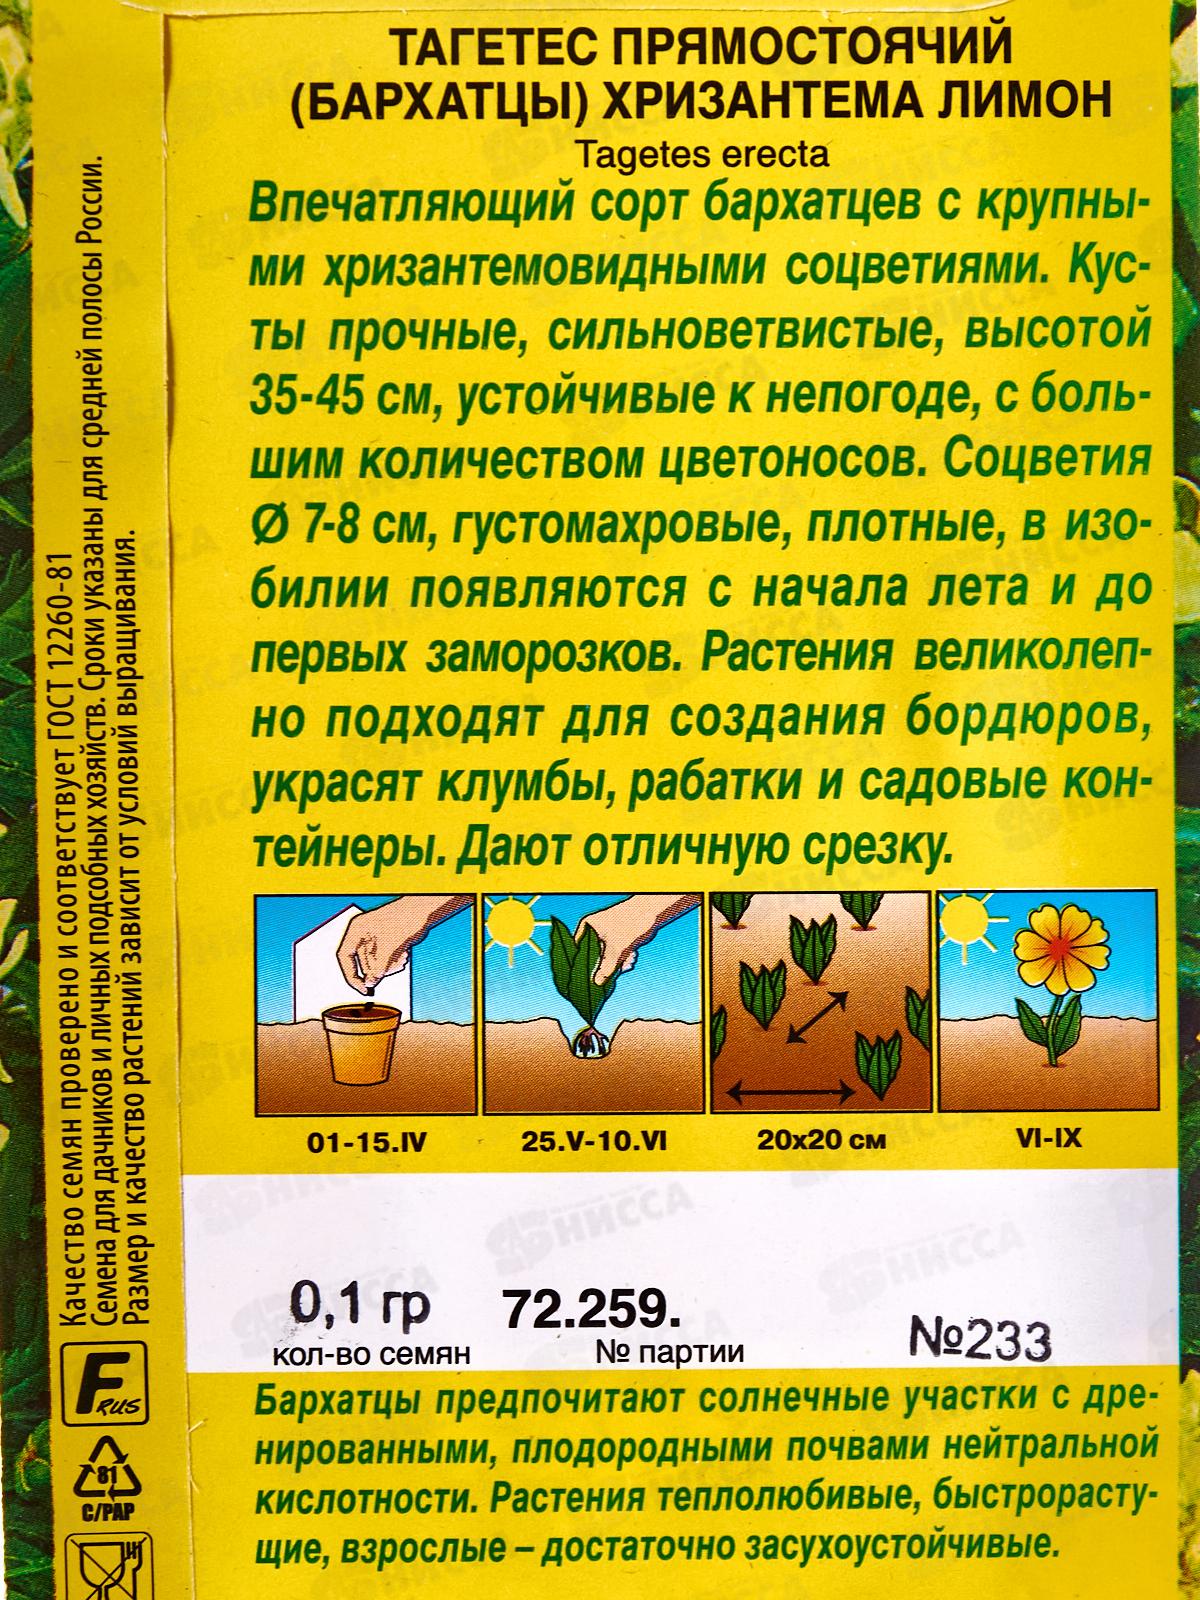 ТАГЕТЕС ПРЯМОСТОЯЧИЙ
(БАРХАТЦЫ) ХРИЗАНТЕМА ЛИМОН
Tagetes erecta
Впечатляющий сорт бархатцев с крупны-
ми хризантемовидными соцветиями. Кус-
ты прочные, сильноветвистые, высотой
35-45 см, устойчивые к непогоде, с боль-
шим количеством цветоносов. Соцветия
Ø 7-8 см, густомахровые, плотные, в изо-
билии появляются с начала лета и до
первых заморозков. Растения великолеп-
но подходят для создания бордюров,
украсят клумбы, рабатки и садовые кон-
тейнеры. Дают отличную срезку.
01-15.IV 25.V-10.VI 20х20 см VI-IX
0,1 гр 72.259. №233
кол-во семян № партии
Бархатцы предпочитают солнечные участки с дре-
нированными, плодородными почвами нейтральной
кислотности. Растения теплолюбивые, быстрорасту-
щие, взрослые – достаточно засухоустойчивые.
Качество семян проверено и соответствует ГОСТ 12260-81
Семена для дачников и личных подсобных хозяйств. Сроки указаны для средней полосы России.
Размер и качество растений зависит от условий выращивания.
F RUS
81
C/PAP
НИССА